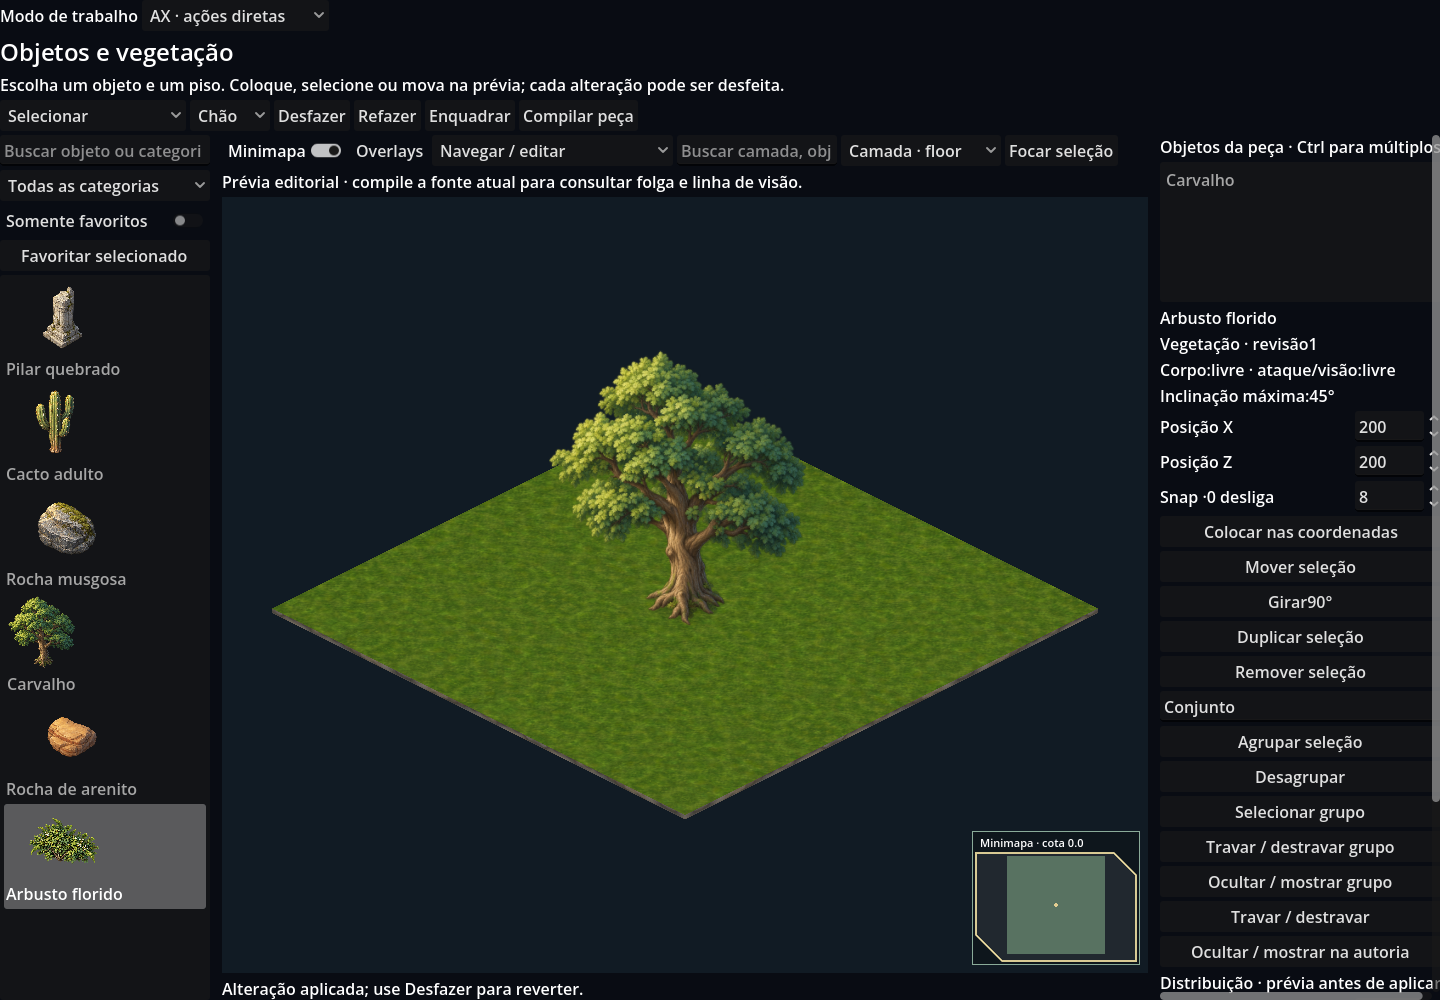 Modo de trabalho AX · ações diretas
Objetos e vegetação
Escolha um objeto e um piso. Coloque, selecione ou mova na prévia; cada alteração pode ser desfeita.
Selecionar Chão Desfazer Refazer Enquadrar Compilar peça
Buscar objeto ou categori
Todas as categorias
Somente favoritos
Favoritar selecionado
Pilar quebrado
Cacto adulto
Rocha musgosa
Carvalho
Rocha de arenito
Arbusto florido
Minimapa Overlays Navegar / editar Buscar camada, obj Camada · floor Focar seleção
Prévia editorial · compile a fonte atual para consultar folga e linha de visão.
Minimapa · cota 0.0
Alteração aplicada; use Desfazer para reverter.
Objetos da peça · Ctrl para múltiplos
Carvalho
Arbusto florido
Vegetação · revisão1
Corpo:livre · ataque/visão:livre
Inclinação máxima:45°
Posição X 200
Posição Z 200
Snap ·0 desliga 8
Colocar nas coordenadas
Mover seleção
Girar90°
Duplicar seleção
Remover seleção
Conjunto
Agrupar seleção
Desagrupar
Selecionar grupo
Travar / destravar grupo
Ocultar / mostrar grupo
Travar / destravar
Ocultar / mostrar na autoria
Distribuição · prévia antes de aplicar